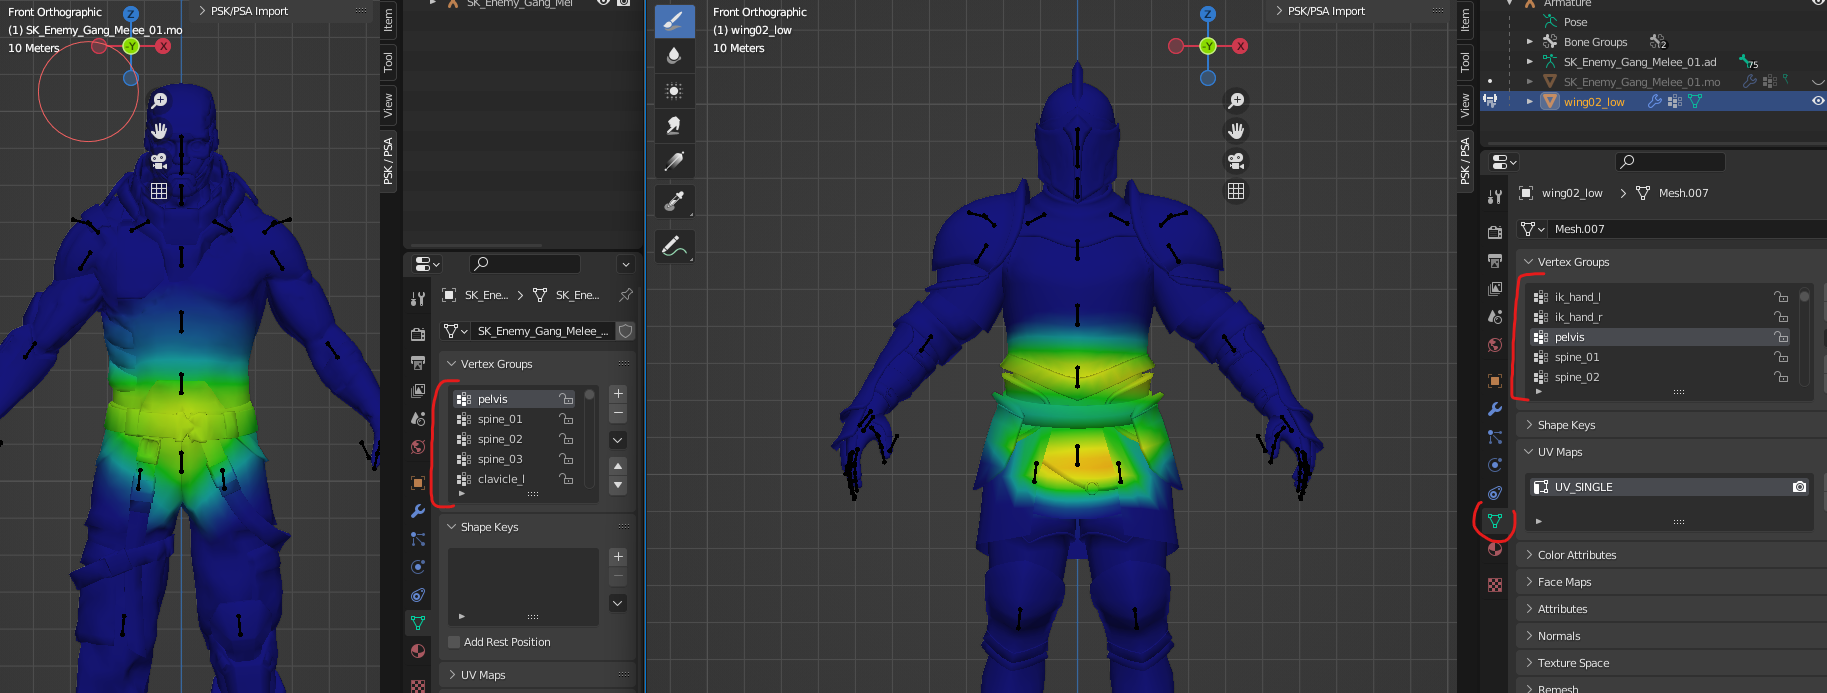 Front Orthographic
(1) SK_Enemy_Gang_Melee_01.mo
10 Meters
PSK/PSA Import
Z
-Y
X
Item
Tool
View
PSK / PSA
SK_Enemy_Gang_Mel
SK_Ene...
SK_Ene...
SK_Enemy_Gang_Melee_...
Vertex Groups
pelvis
spine_01
spine_02
spine_03
clavicle_l
Shape Keys
Add Rest Position
UV Maps
Front Orthographic
(1) wing02_low
10 Meters
PSK/PSA Import
Z
-Y
X
Item
Tool
View
PSK / PSA
Armature
Pose
Bone Groups
2
SK_Enemy_Gang_Melee_01.ad
75
SK_Enemy_Gang_Melee_01.mo
wing02_low
wing02_low
Mesh.007
Mesh.007
Vertex Groups
ik_hand_l
ik_hand_r
pelvis
spine_01
spine_02
Shape Keys
UV Maps
UV_SINGLE
Color Attributes
Face Maps
Attributes
Normals
Texture Space
Remesh